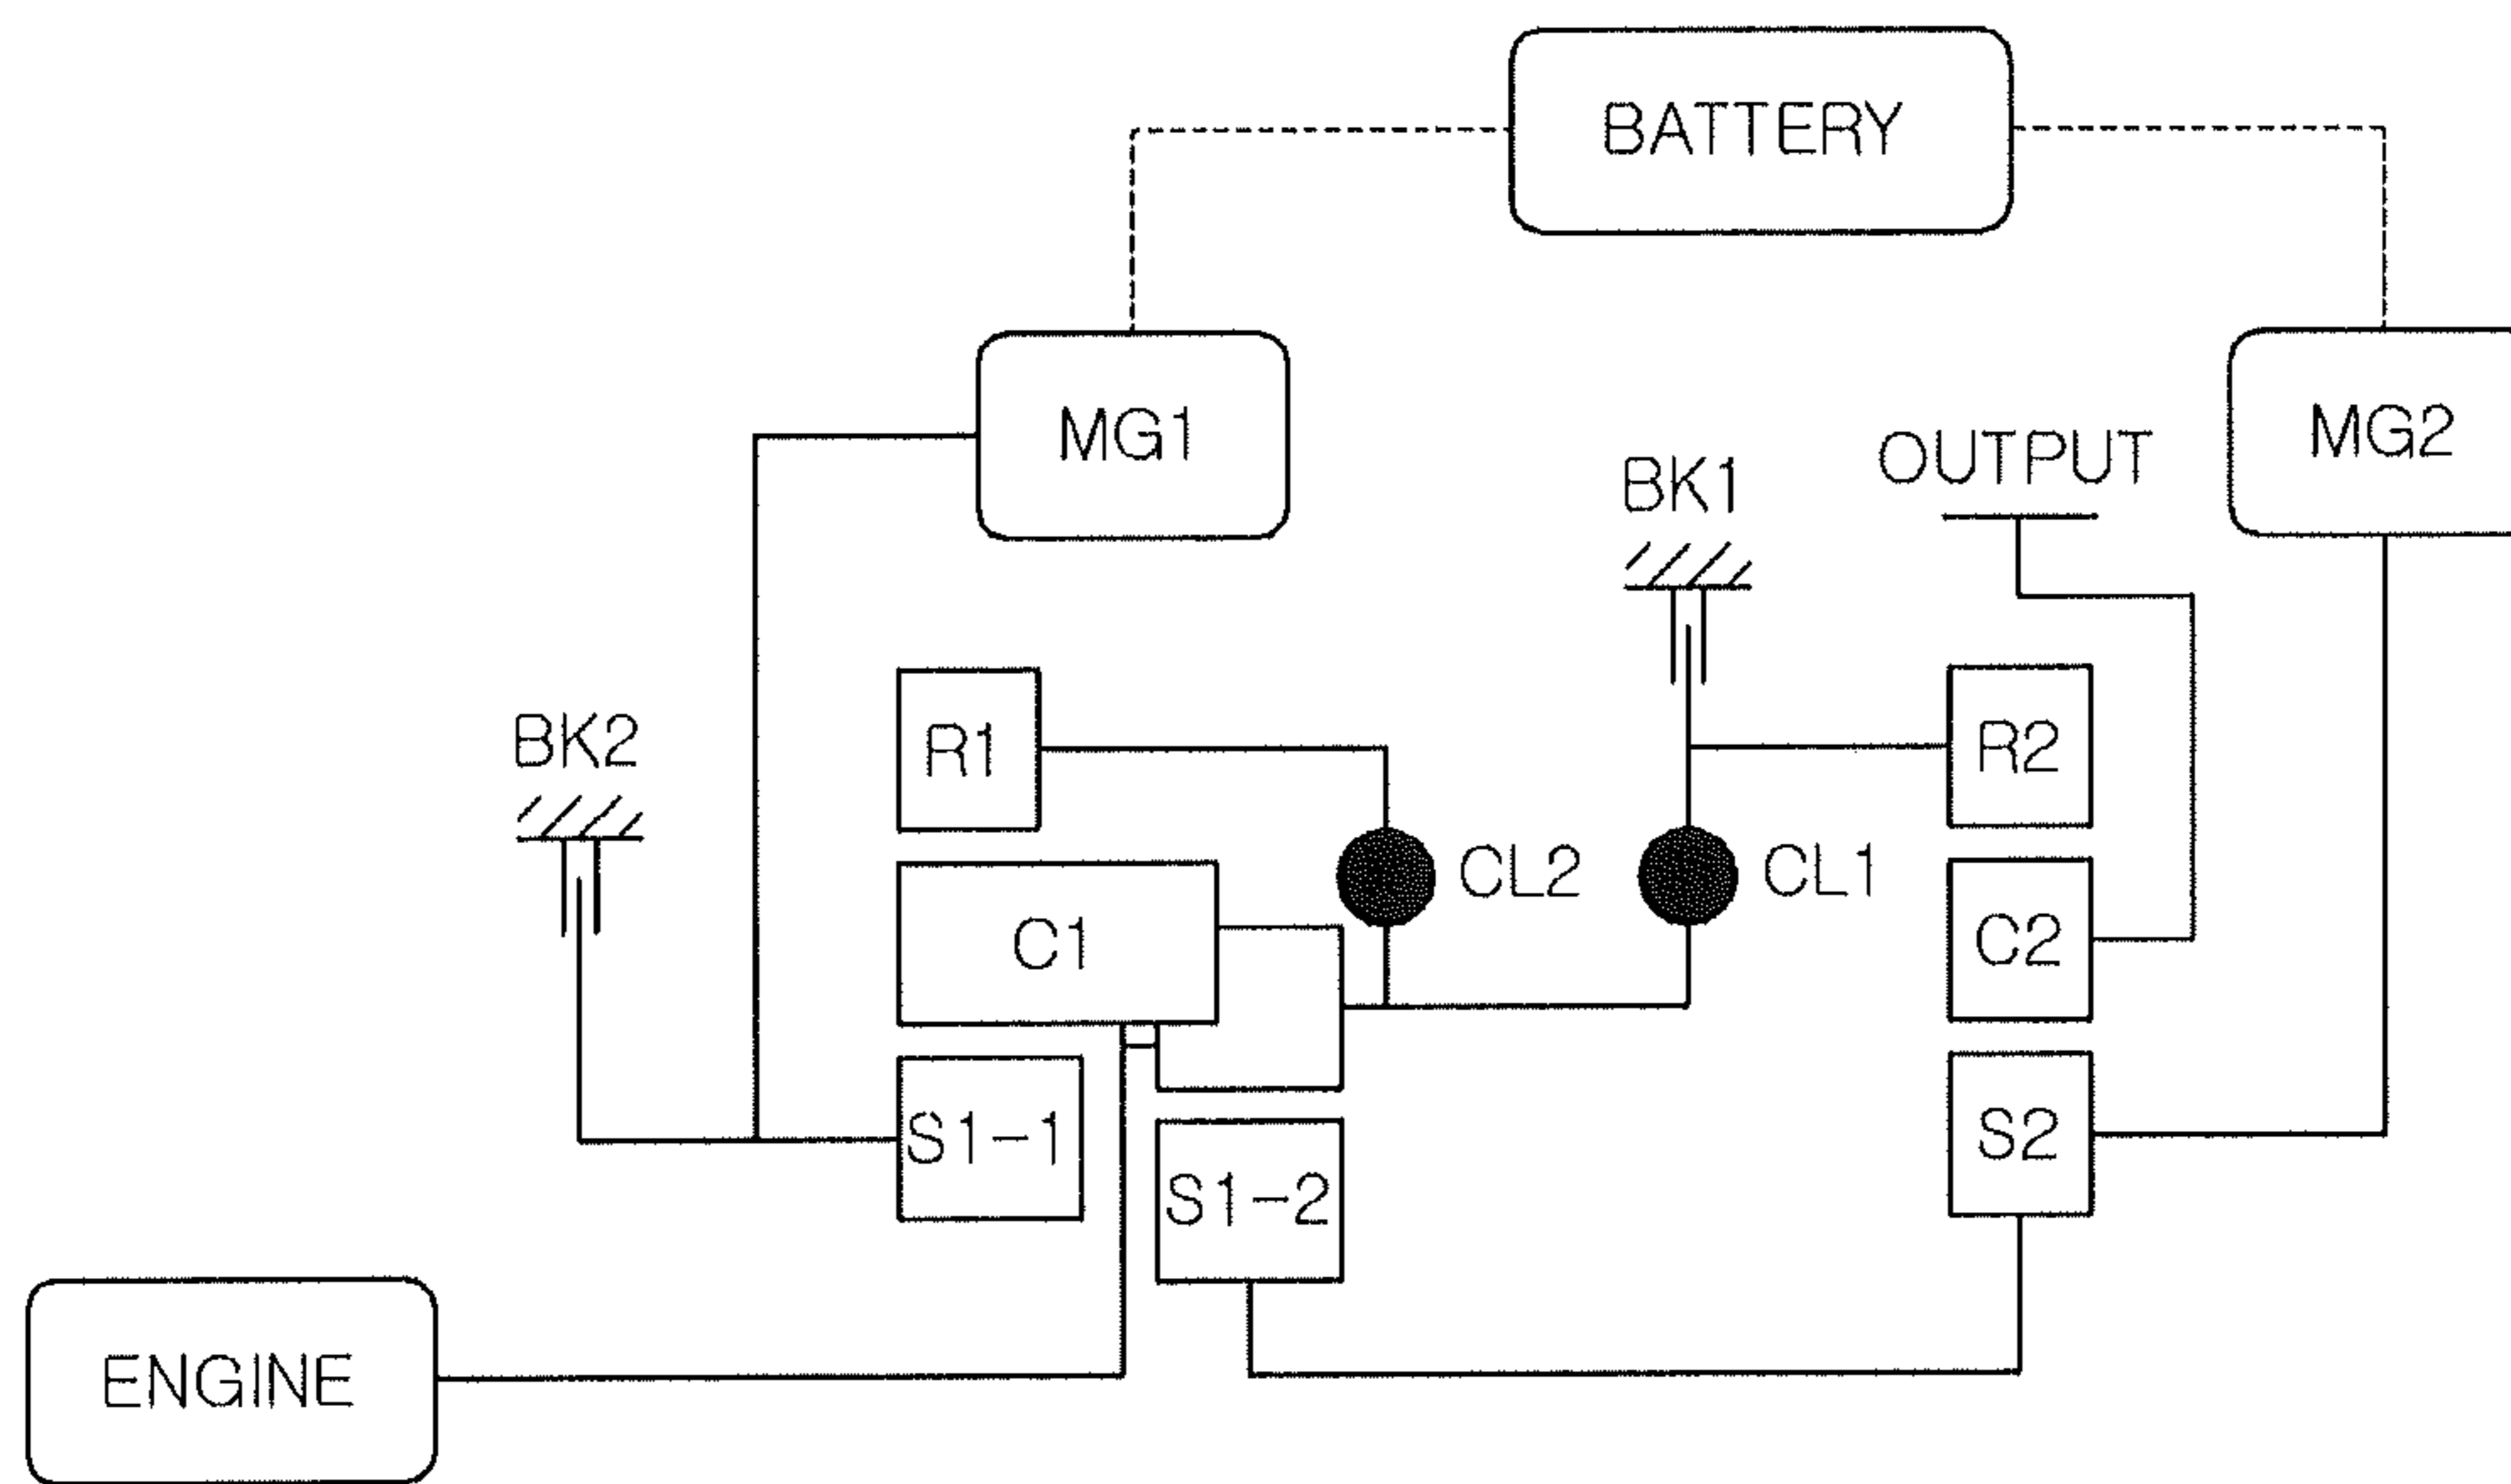 BATTERY
MG1
MG2
OUTPUT
BK1
BK2
R1
R2
CL2
CL1
C1
C2
S1-1
S2
S1-2
ENGINE